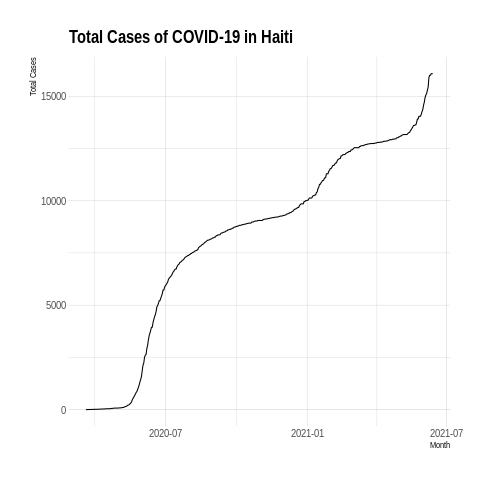 Total Cases of COVID-19 in Haiti
Total Cases
15000
10000
5000
0
2020-07
2021-01
2021-07
Month